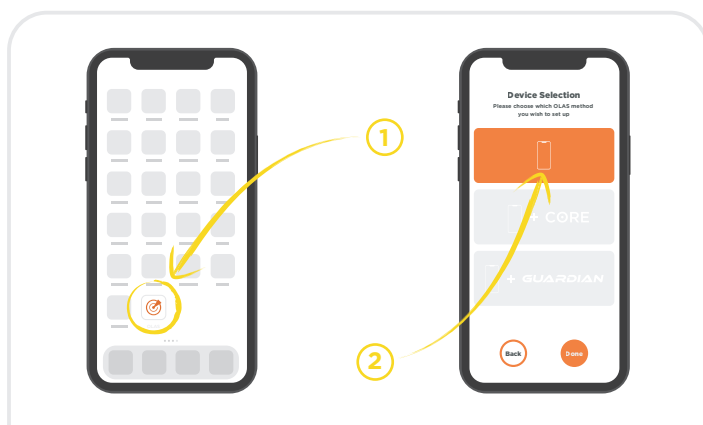 1
Device Selection
Please choose which OLAS method
you wish to set up
+ CORE
+ GUARDIAN
2
Back
Done